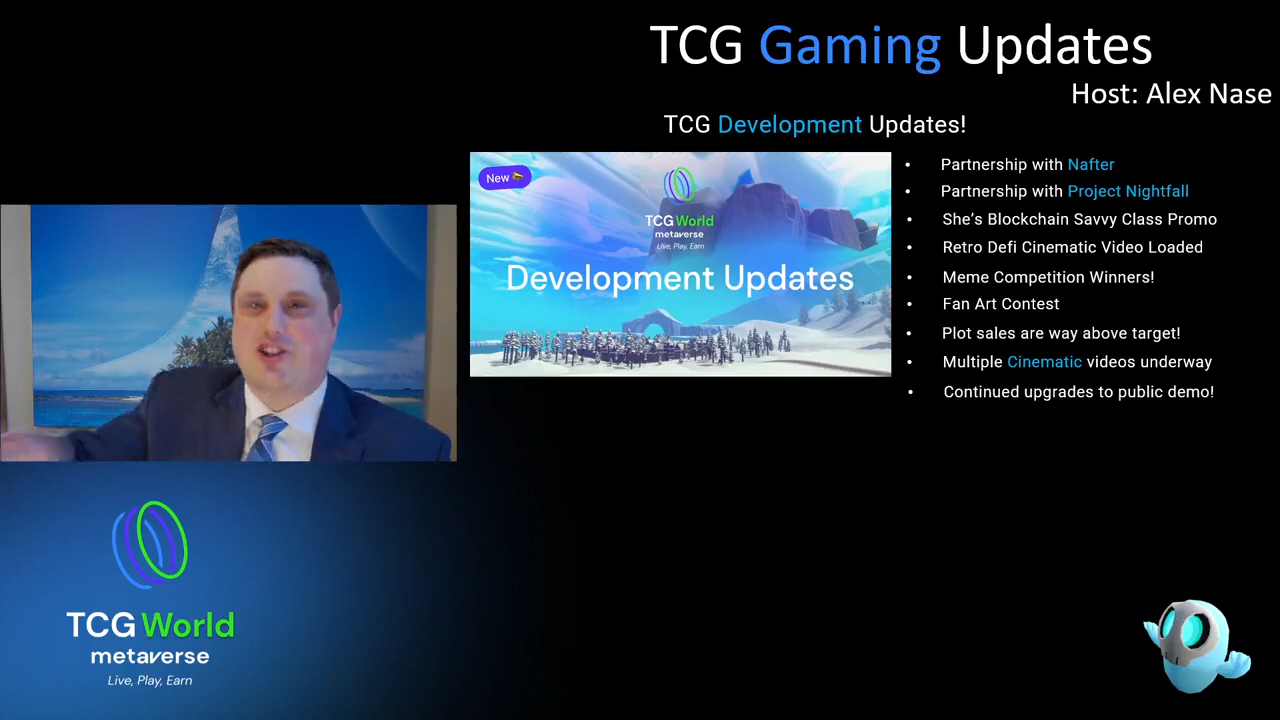 TCG Gaming Updates
Host: Alex Nase
TCG Development Updates!
New
TCG World
metaverse
Live, Play, Earn
Development Updates
• Partnership with Nafter
• Partnership with Project Nightfall
• She's Blockchain Savvy Class Promo
• Retro Defi Cinematic Video Loaded
• Meme Competition Winners!
• Fan Art Contest
• Plot sales are way above target!
• Multiple Cinematic videos underway
• Continued upgrades to public demo!
TCG World
metaverse
Live, Play, Earn